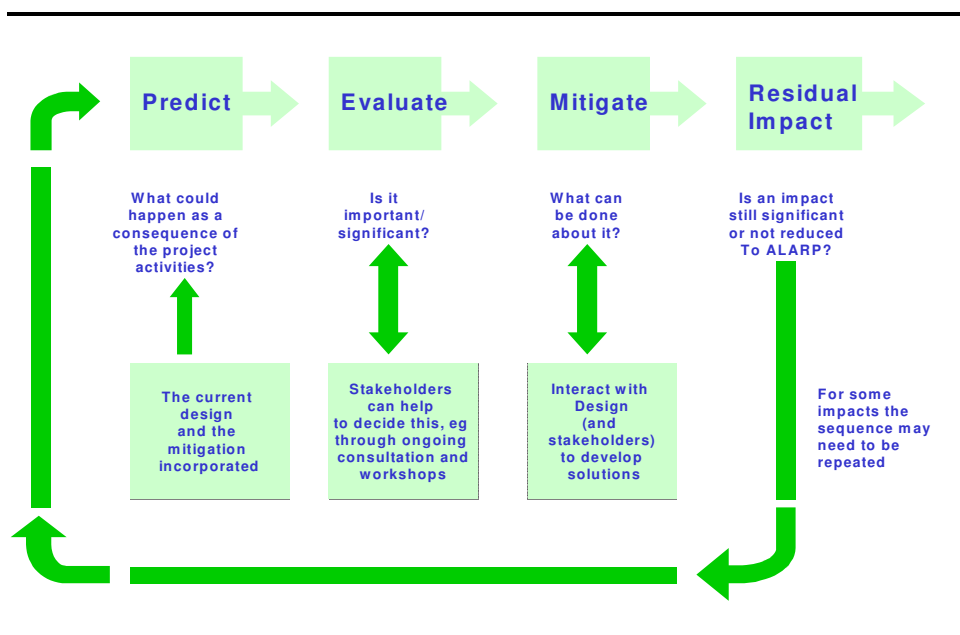 Predict
Evaluate
Mitigate
Residual
Impact
What could
happen as a
consequence of
the project
activities?
Is it
important/
significant?
What can
be done
about it?
Is an impact
still significant
or not reduced
To ALARP?
The current
design
and the
mitigation
incorporated
Stakeholders
can help
to decide this, eg
through ongoing
consultation and
workshops
Interact with
Design
(and
stakeholders)
to develop
solutions
For some
impacts the
sequence may
need to be
repeated